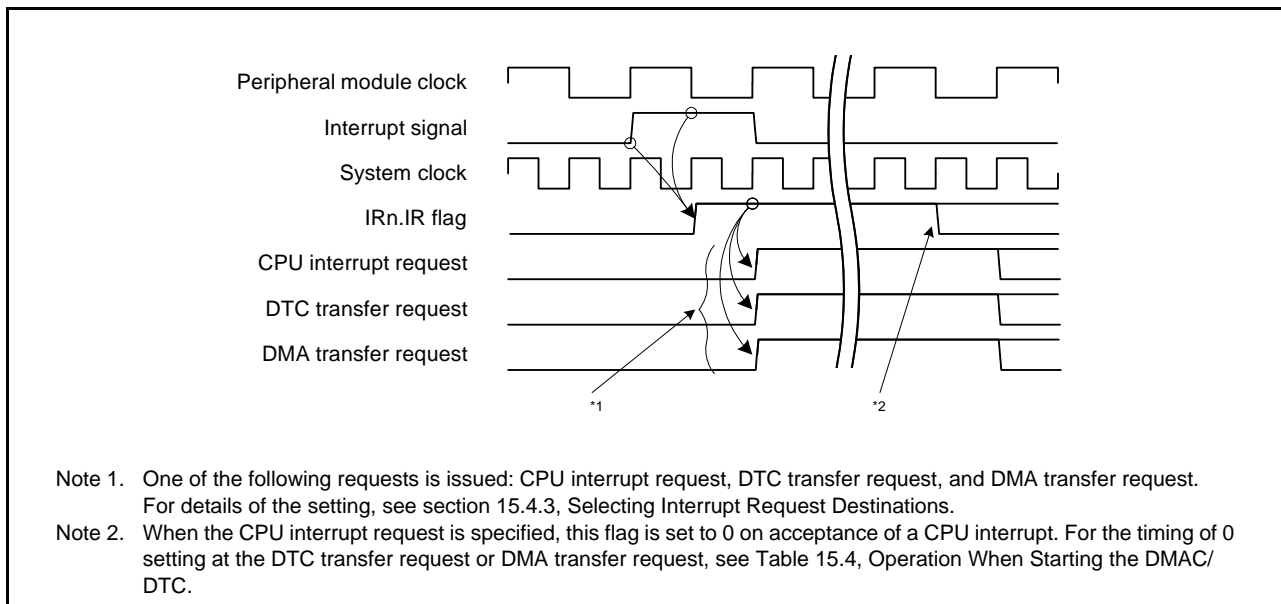 Peripheral module clock
Interrupt signal
System clock
IRn.IR flag
CPU interrupt request
DTC transfer request
DMA transfer request
*1
*2
Note 1. One of the following requests is issued: CPU interrupt request, DTC transfer request, and DMA transfer request.
For details of the setting, see section 15.4.3, Selecting Interrupt Request Destinations.
Note 2. When the CPU interrupt request is specified, this flag is set to 0 on acceptance of a CPU interrupt. For the timing of 0
setting at the DTC transfer request or DMA transfer request, see Table 15.4, Operation When Starting the DMAC/
DTC.